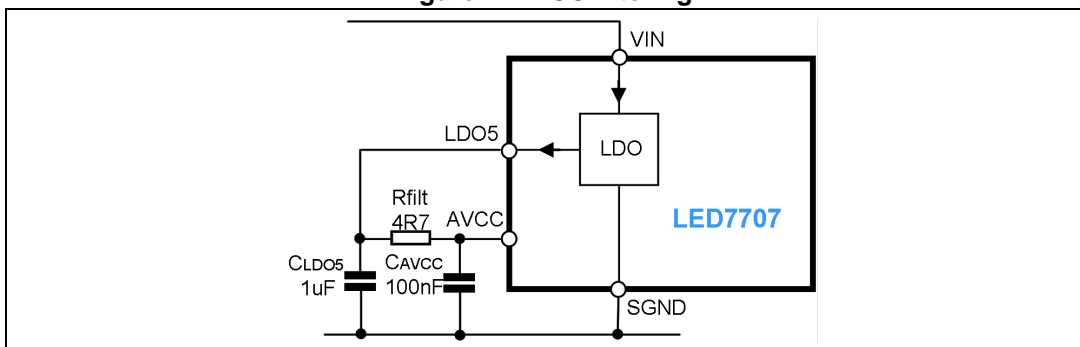 VIN
LDO5
LDO
Rfilt
4R7
AVCC
LED7707
CLDO5
1uF
CAVCC
100nF
SGND